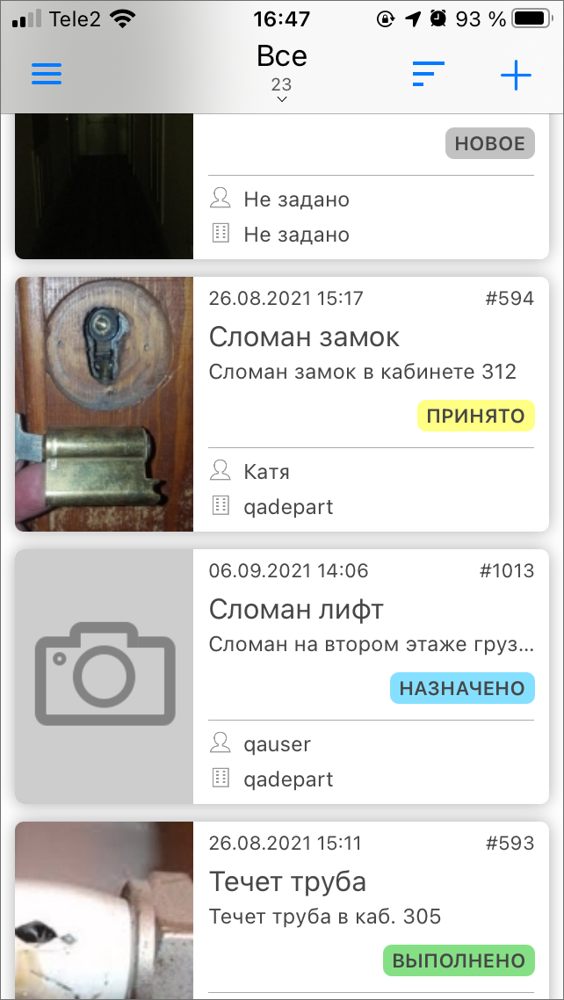 Tele2 16:47 93 %
Все
23
НОВОЕ
Не задано
Не задано
26.08.2021 15:17 #594
Сломан замок
Сломан замок в кабинете 312
ПРИНЯТО
Катя
qadepart
06.09.2021 14:06 #1013
Сломан лифт
Сломан на втором этаже груз...
НАЗНАЧЕНО
qauser
qadepart
26.08.2021 15:11 #593
Течет труба
Течет труба в каб. 305
ВЫПОЛНЕНО